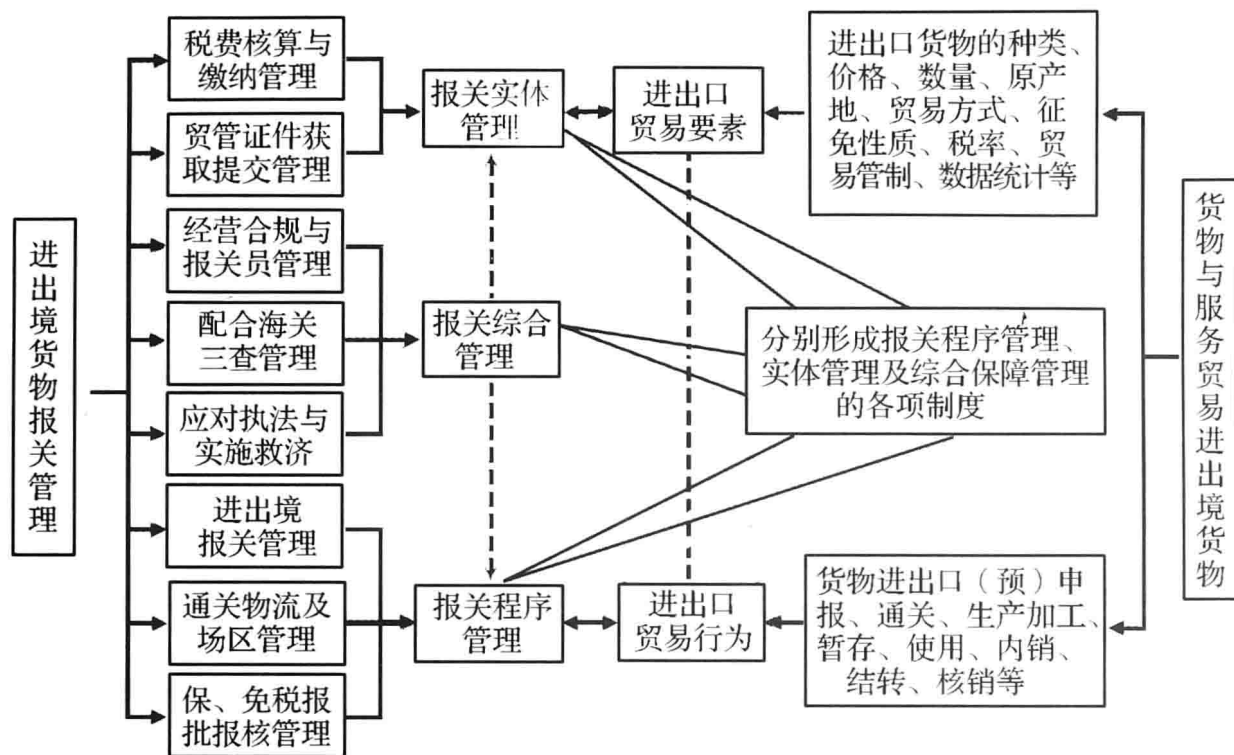 进出境货物报关管理
税费核算与
缴纳管理
贸管证件获
取提交管理
经营合规与
报关员管理
配合海关
三查管理
应对执法与
实施救济
进出境
报关管理
通关物流及
场区管理
保、免税报
批报核管理
报关实体
管理
报关综合
管理
报关程序
管理
进出口
贸易要素
进出口
贸易行为
进出口货物的种类、
价格、数量、原产
地、贸易方式、征
免性质、税率、贸
易管制、数据统计等
分别形成报关程序管理、
实体管理及综合保障管理
的各项制度
货物进出口（预）申
报、通关、生产加工、
暂存、使用、内销、
结转、核销等
货物与服务贸易进出境货物